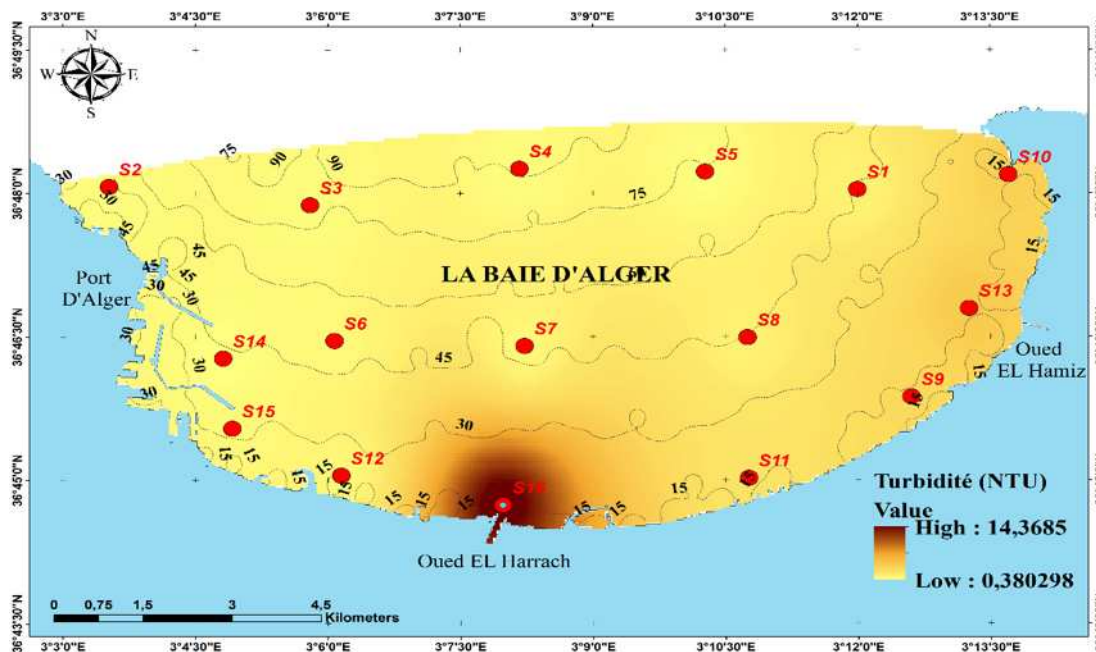 3°3'0"E 3°4'30"E 3°6'0"E 3°7'30"E 3°9'0"E 3°10'30"E 3°12'0"E 3°13'30"E
36°49'30"N
N
W E
S
75 90 90
S4
S5
S10
15
15
30 S2
30
S3
S1
36°48'0"N
75
45
45
LA BAIE D'ALGER
15
Port
D'Alger
45
30
30
S13
30
S6
S7
S8
36°46'30"N
S14
45
30
Oued
EL Hamiz
15
S9
15
30
S15
30
15 15
S12
15
15
S11
15
15
36°45'0"N
15 15 15 15 15
Oued EL Harrach
Turbidité (NTU)
Value
High : 14,3685
Low : 0,380298
0 0,75 1,5 3 4,5
Kilometers
36°43'30"N
3°3'0"E 3°4'30"E 3°6'0"E 3°7'30"E 3°9'0"E 3°10'30"E 3°12'0"E 3°13'30"E